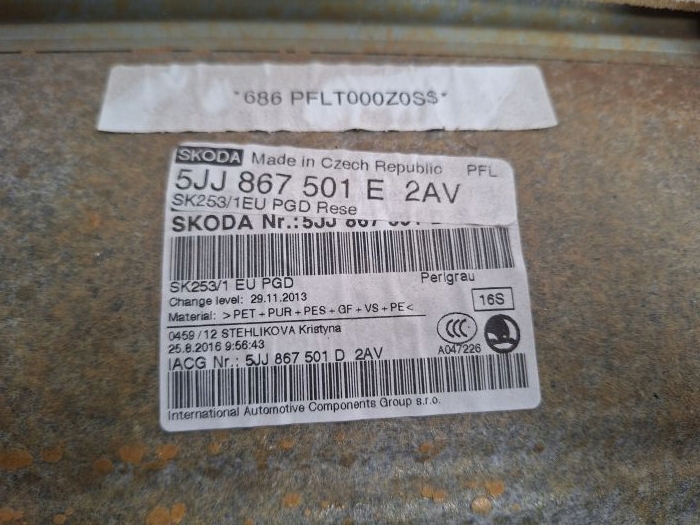 *686 PFLT000Z0S$*
SKODA Made in Czech Republic PFL
5JJ 867 501 E 2AV
SK253/1EU PGD Rese
SKODA Nr.:5JJ 867 501
SK253/1 EU PGD Perlgrau
Change level: 29.11.2013 16S
Material: >PET+PUR+PES+GF+VS+PE<
0459/12 STEHLIKOVA Kristyna
25.8.2016 9:56:43 A047226
IACG Nr.: 5JJ 867 501 D 2AV
International Automotive Components Group s.r.o.